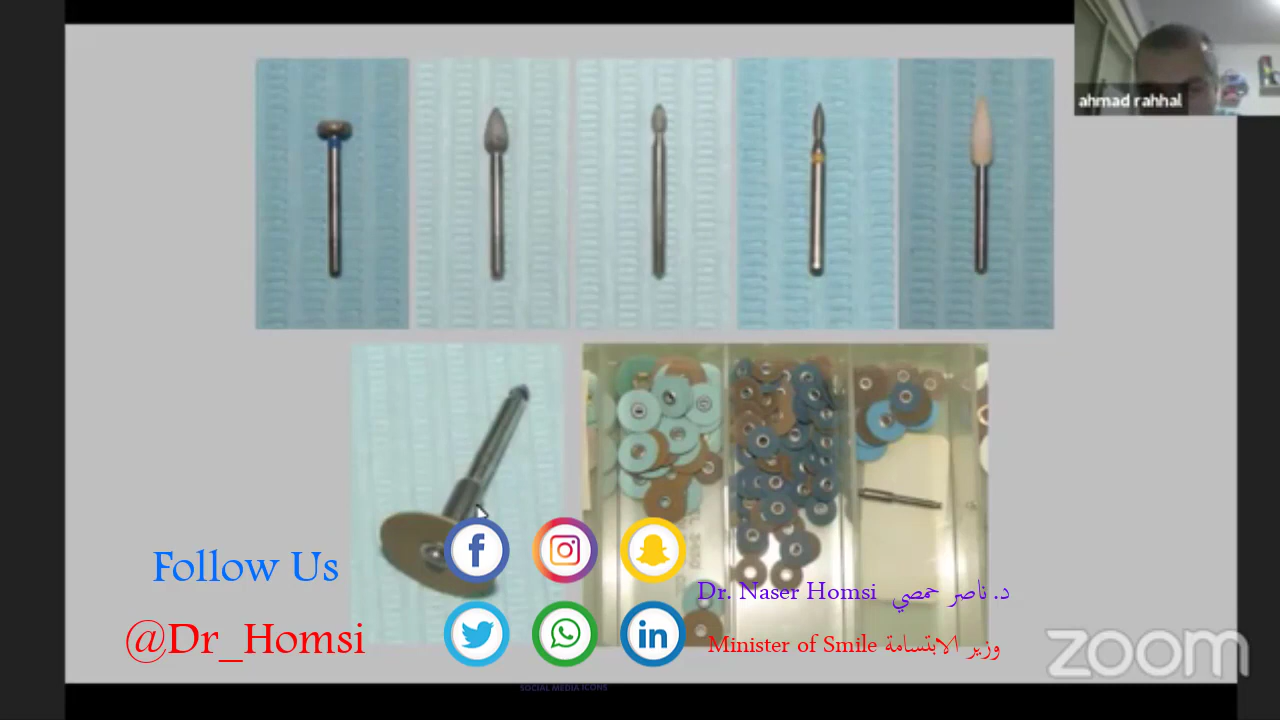 ahmad rahhal
Follow Us
@Dr_Homsi
Dr. Naser Homsi د. ناصر حمصي
Minister of Smile وزير الابتسامة
zoom
SOCIAL MEDIA ICONS